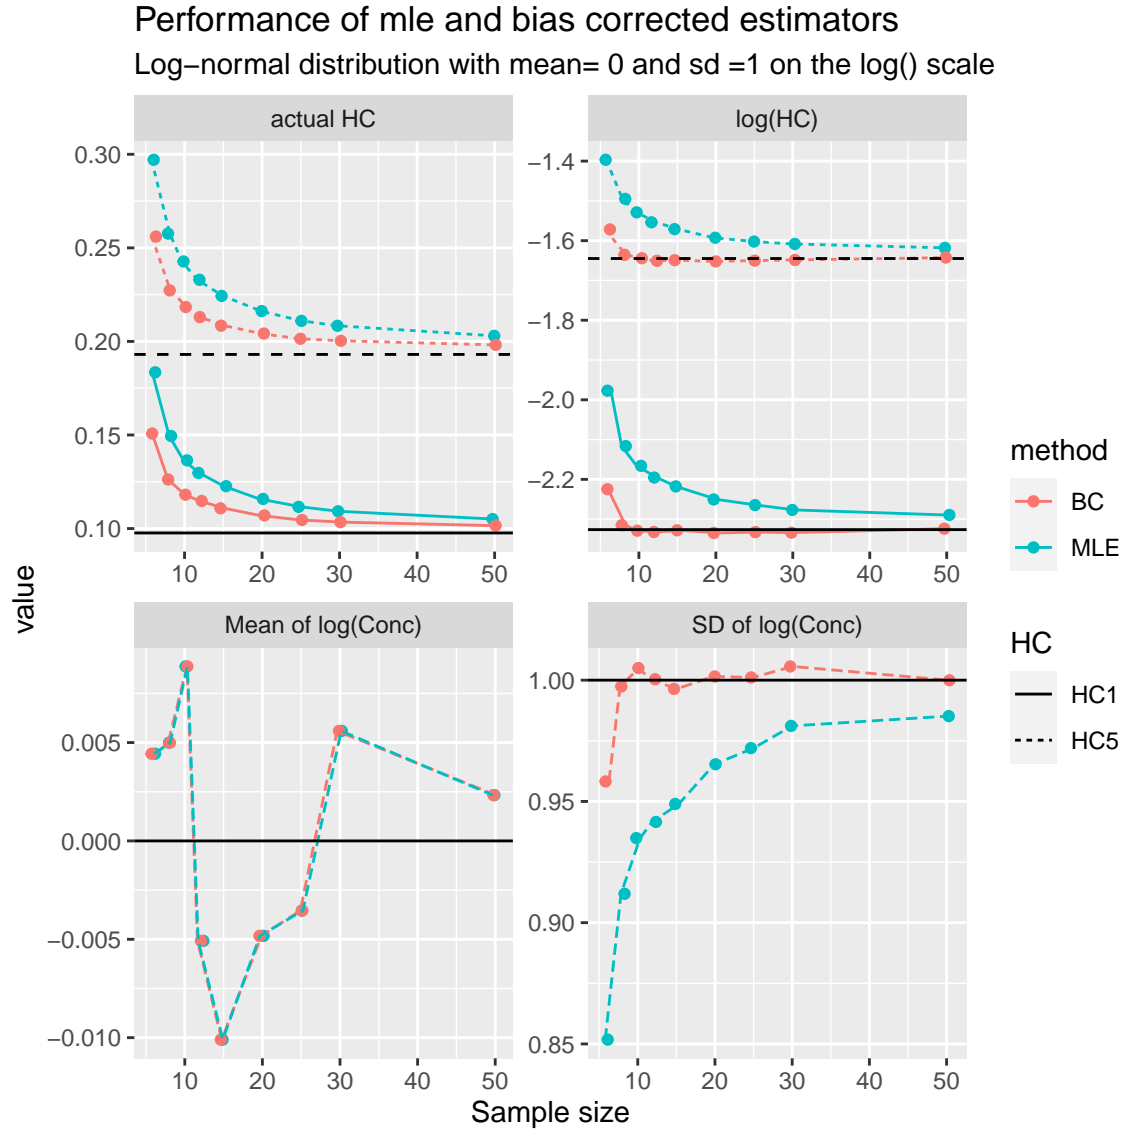 Performance of mle and bias corrected estimators
Log−normal distribution with mean= 0 and sd =1 on the log() scale
actual HC
log(HC)
0.30
0.25
0.20
0.15
0.10
−1.4
−1.6
−1.8
−2.0
−2.2
10 20 30 40 50
10 20 30 40 50
Mean of log(Conc)
SD of log(Conc)
0.005
0.000
−0.005
−0.010
1.00
0.95
0.90
0.85
10 20 30 40 50
10 20 30 40 50
value
Sample size
method
BC
MLE
HC
HC1
HC5